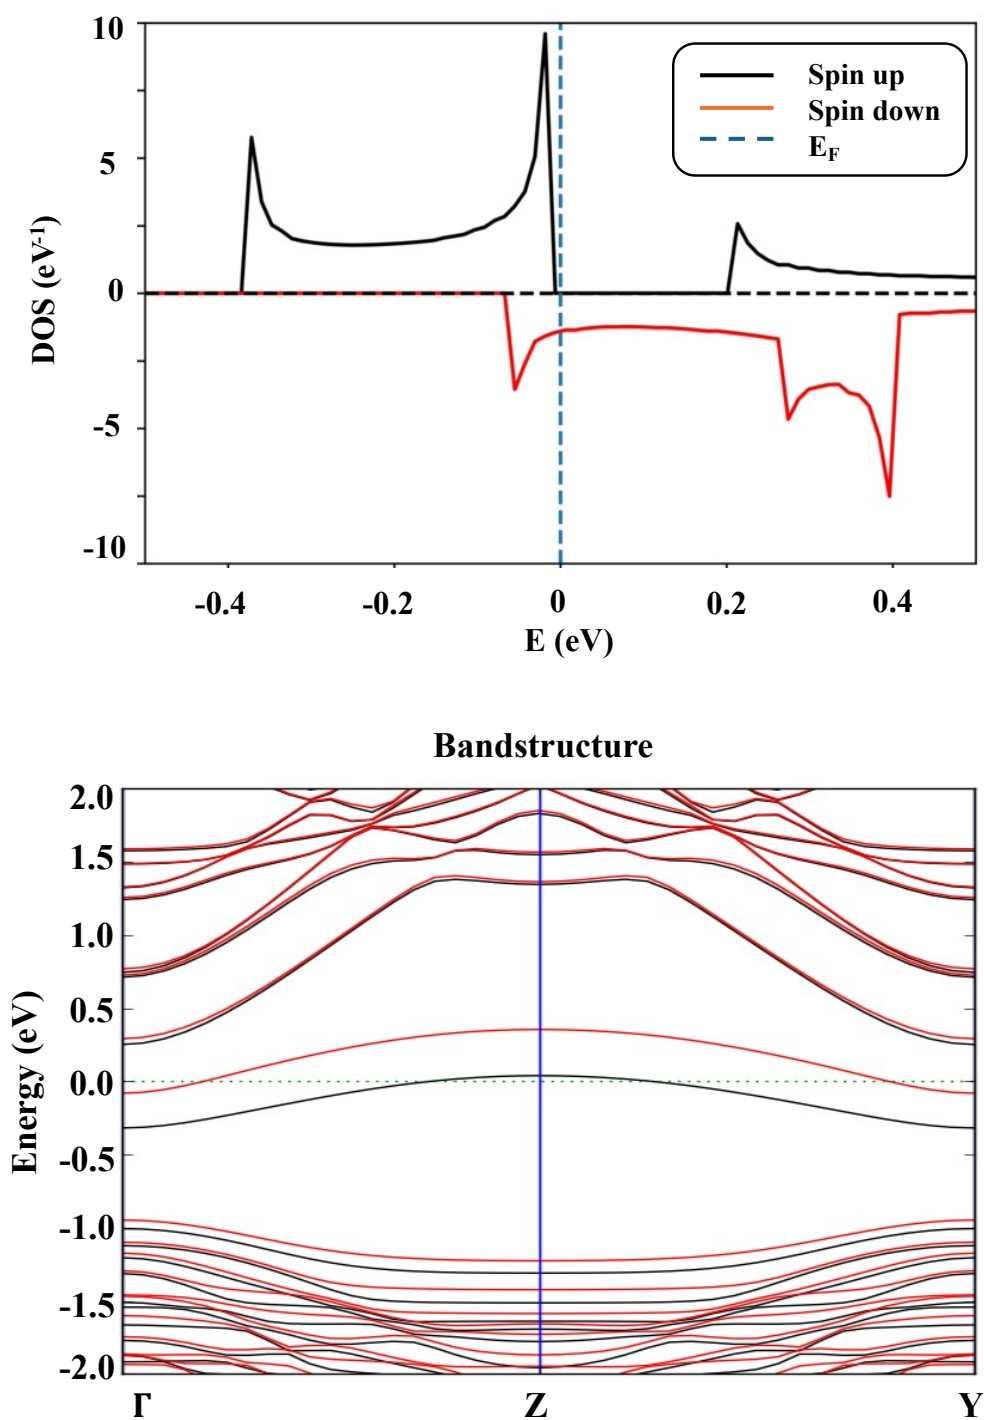 10
5
0
-5
-10
DOS (eV-1)
Spin up
Spin down
EF
-0.4 -0.2 0 0.2 0.4
E (eV)
Bandstructure
2.0
1.5
1.0
0.5
0.0
-0.5
-1.0
-1.5
-2.0
Energy (eV)
Γ Z Y